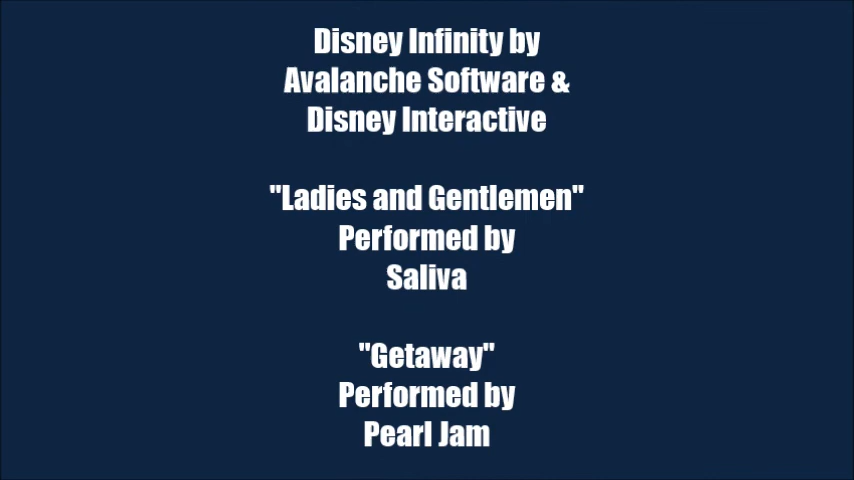 Disney Infinity by
Avalanche Software &
Disney Interactive
"Ladies and Gentlemen"
Performed by
Saliva
"Getaway"
Performed by
Pearl Jam